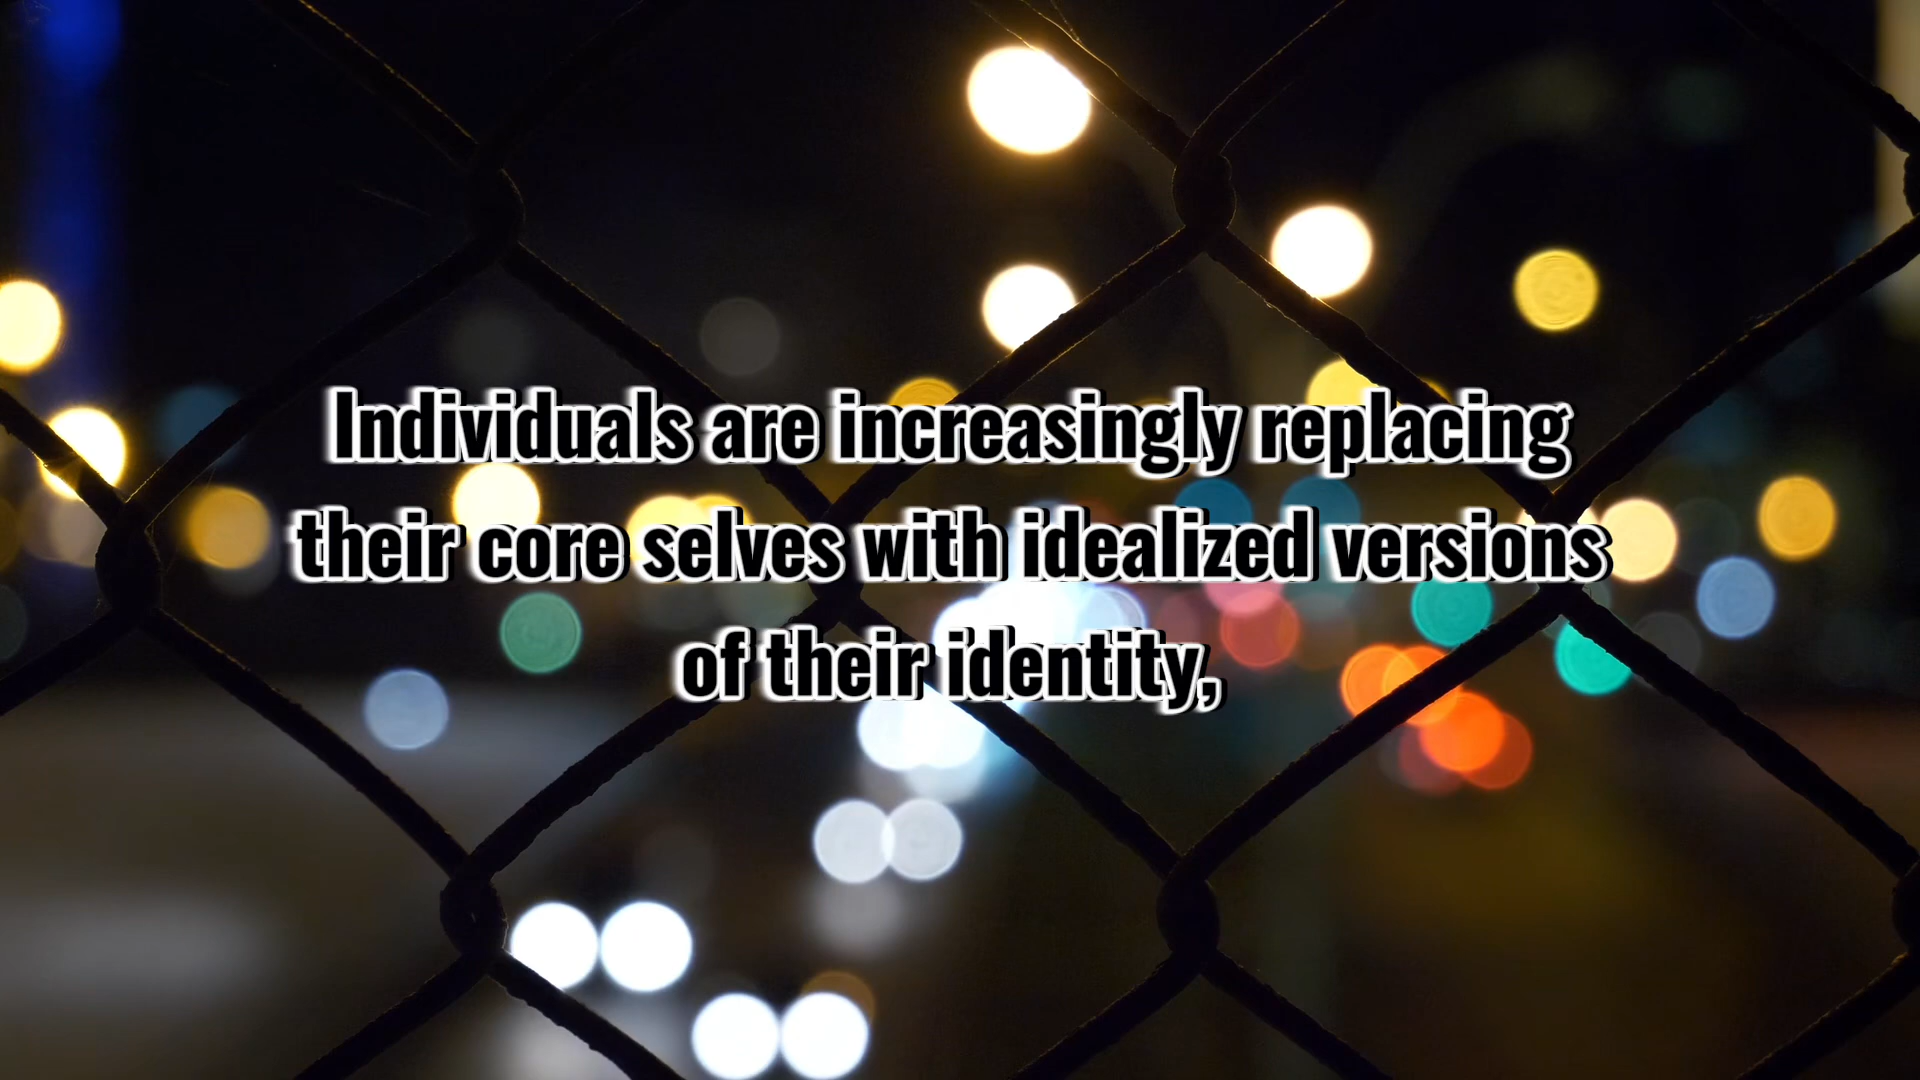 Individuals are increasingly replacing
their core selves with idealized versions
of their identity,